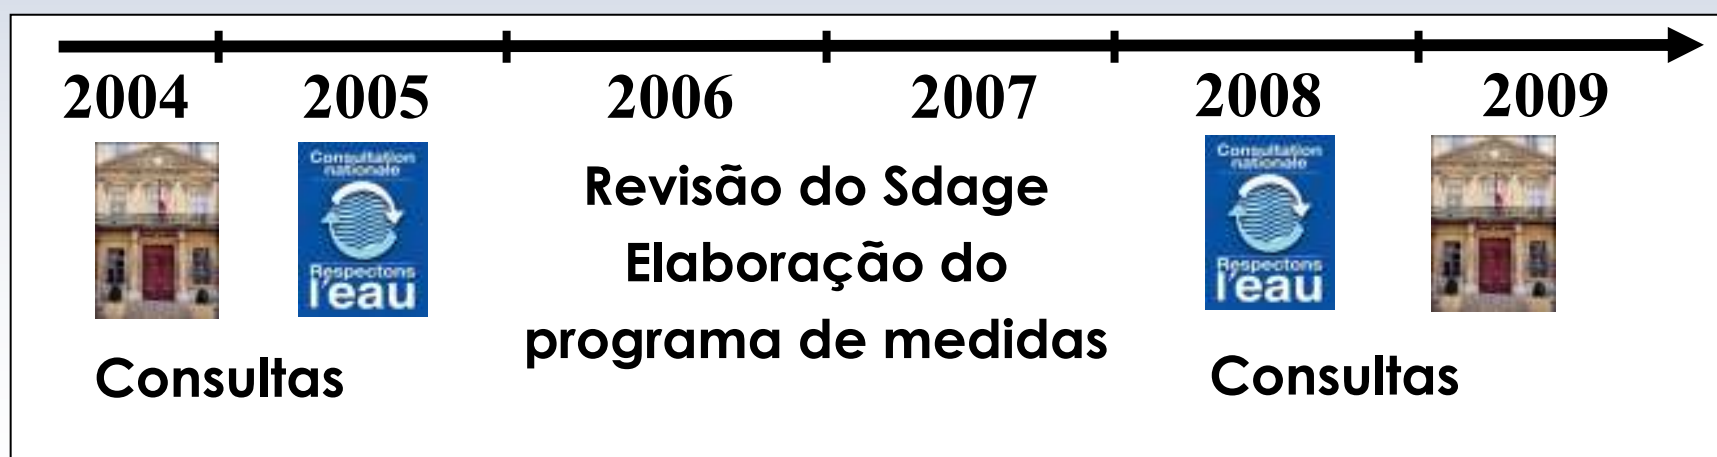 2004 2005 2006 2007 2008 2009
Consultation
nationale
Respectons
l'eau
Revisão do Sdage
Elaboração do
programa de medidas
Consultation
nationale
Respectons
l'eau
Consultas
Consultas